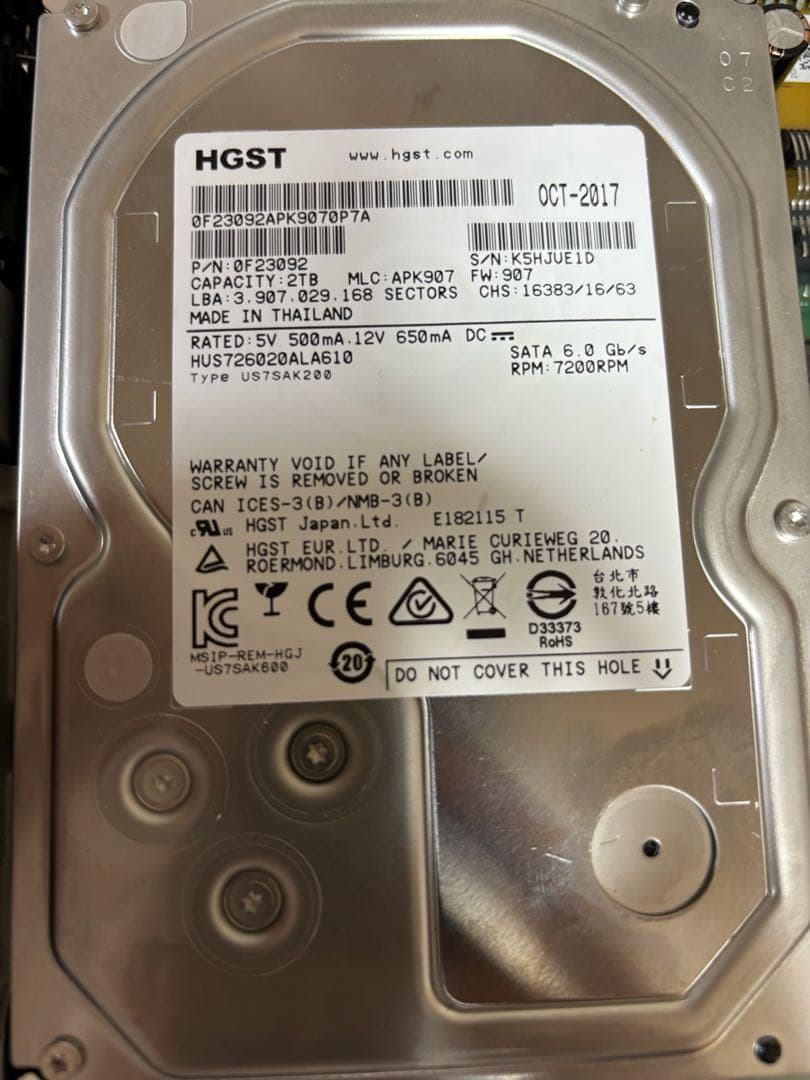 07
C2
HGST www.hgst.com
OCT-2017
0F23092APK9070P7A
P/N:0F23092 S/N:K5HJUE1D
CAPACITY:2TB MLC:APK907 FW:907
LBA:3.907.029.168 SECTORS CHS:16383/16/63
MADE IN THAILAND
RATED:5V 500mA.12V 650mA DC
HUS726020ALA610 SATA 6.0 Gb/s
Type US7SAK200 RPM:7200RPM
WARRANTY VOID IF ANY LABEL/
SCREW IS REMOVED OR BROKEN
CAN ICES-3(B)/NMB-3(B)
c RU us HGST Japan.Ltd. E182115 T
HGST EUR.LTD. / MARIE CURIEWEG 20.
ROERMOND.LIMBURG.6045 GH.NETHERLANDS
台北市
敦化北路
167號5樓
CE
D33373
RoHS
MSIP-REM-HGJ
-US7SAK600
20
DO NOT COVER THIS HOLE